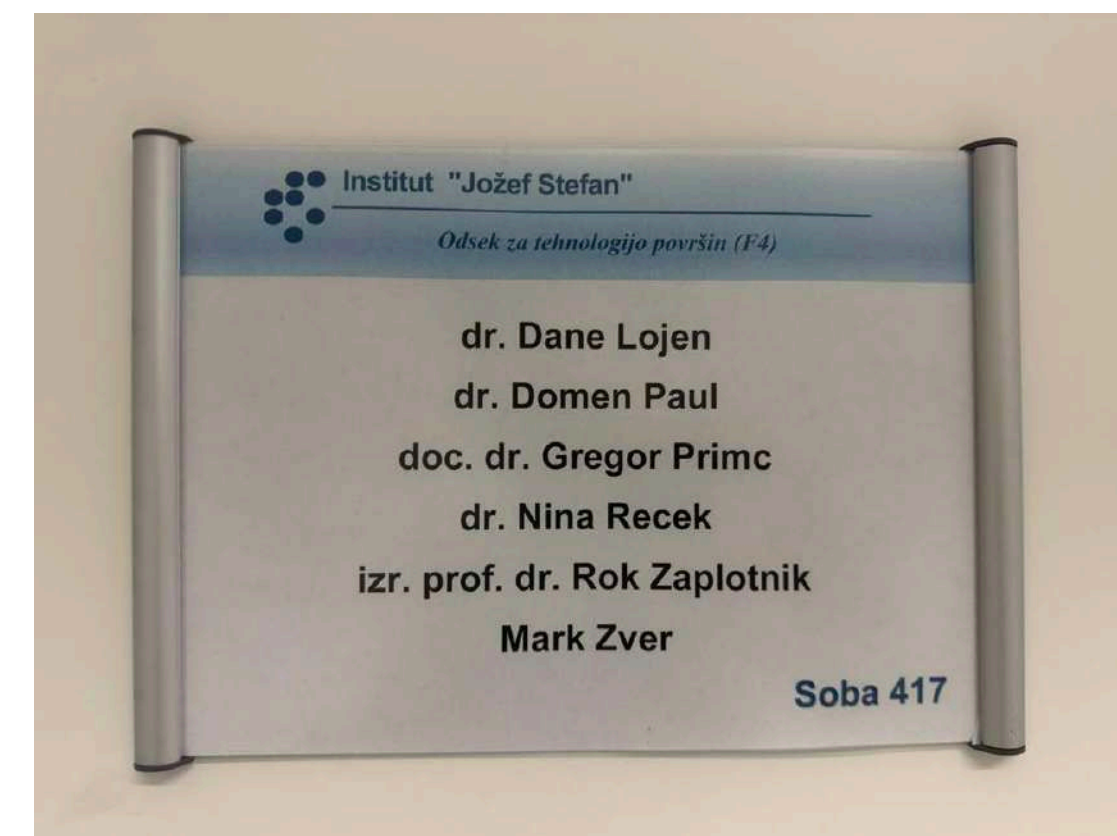 Institut "Jožef Stefan"
Odsek za tehnologijo površin (F4)
dr. Dane Lojen
dr. Domen Paul
doc. dr. Gregor Primc
dr. Nina Recek
izr. prof. dr. Rok Zaplotnik
Mark Zver
Soba 417